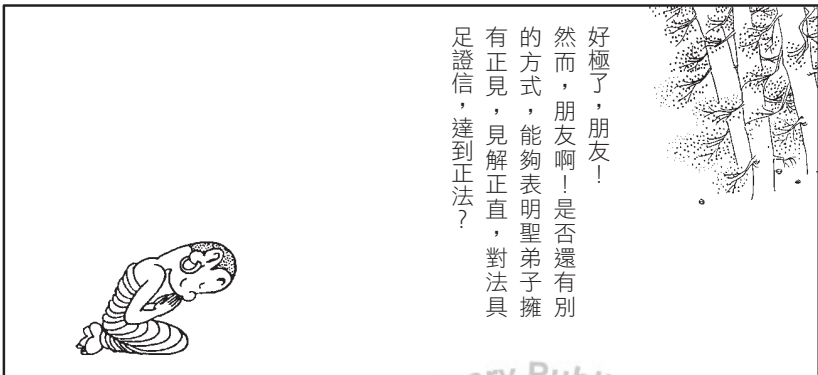 好極了，朋友！
然而，朋友啊！是否還有別
的方式，能夠表明聖弟子擁
有正見，見解正直，對法具
足證信，達到正法？